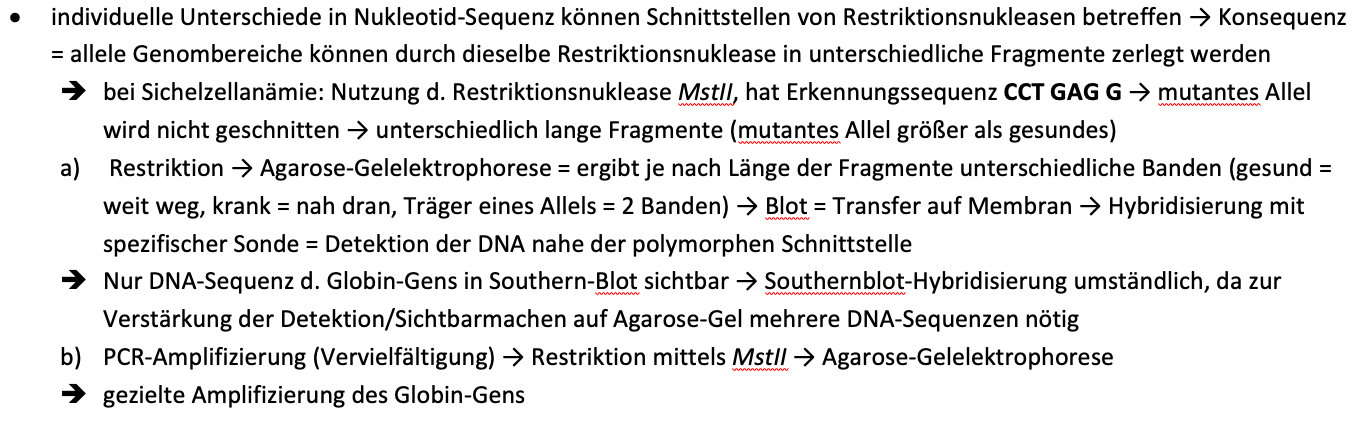 • individuelle Unterschiede in Nukleotid-Sequenz können Schnittstellen von Restriktionsnukleasen betreffen → Konsequenz
= allele Genombereiche können durch dieselbe Restriktionsnuklease in unterschiedliche Fragmente zerlegt werden
➔ bei Sichelzellanämie: Nutzung d. Restriktionsnuklease MstII, hat Erkennungssequenz CCT GAG G → mutantes Allel
wird nicht geschnitten → unterschiedlich lange Fragmente (mutantes Allel größer als gesundes)
a) Restriktion → Agarose-Gelelektrophorese = ergibt je nach Länge der Fragmente unterschiedliche Banden (gesund =
weit weg, krank = nah dran, Träger eines Allels = 2 Banden) → Blot = Transfer auf Membran → Hybridisierung mit
spezifischer Sonde = Detektion der DNA nahe der polymorphen Schnittstelle
➔ Nur DNA-Sequenz d. Globin-Gens in Southern-Blot sichtbar → Southernblot-Hybridisierung umständlich, da zur
Verstärkung der Detektion/Sichtbarmachen auf Agarose-Gel mehrere DNA-Sequenzen nötig
b) PCR-Amplifizierung (Vervielfältigung) → Restriktion mittels MstII → Agarose-Gelelektrophorese
➔ gezielte Amplifizierung des Globin-Gens